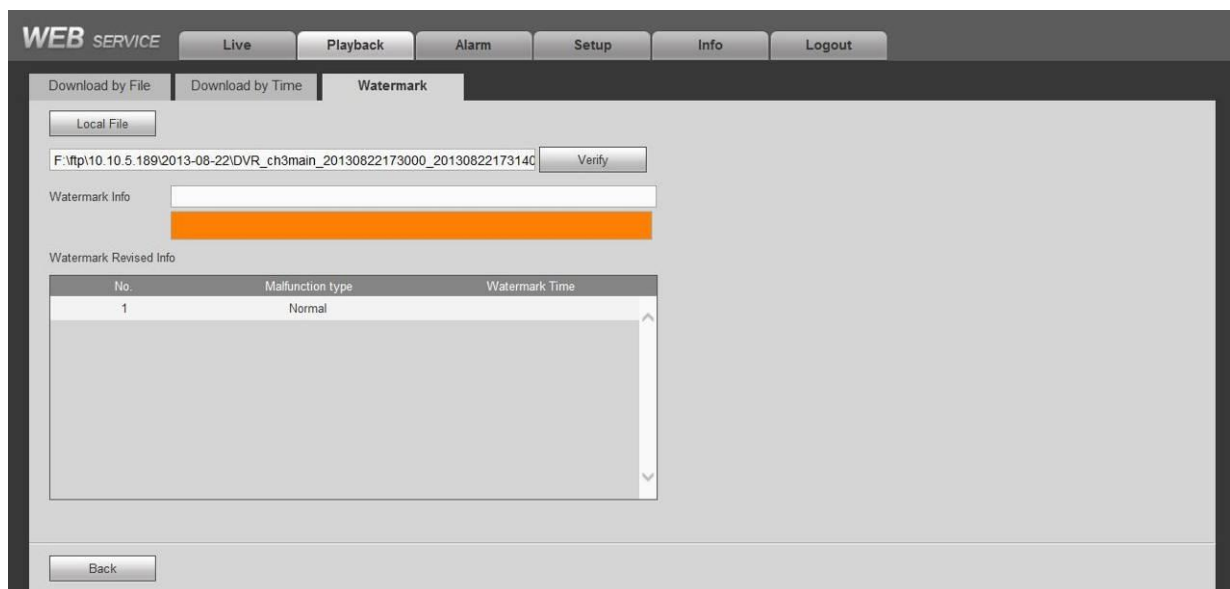 WEB SERVICE Live Playback Alarm Setup Info Logout
Download by File Download by Time Watermark
Local File
F:\ftp\10.10.5.189\2013-08-22\DVR_ch3main_20130822173000_20130822173140 Verify
Watermark Info
Watermark Revised Info
No. Malfunction type Watermark Time
1 Normal
Back